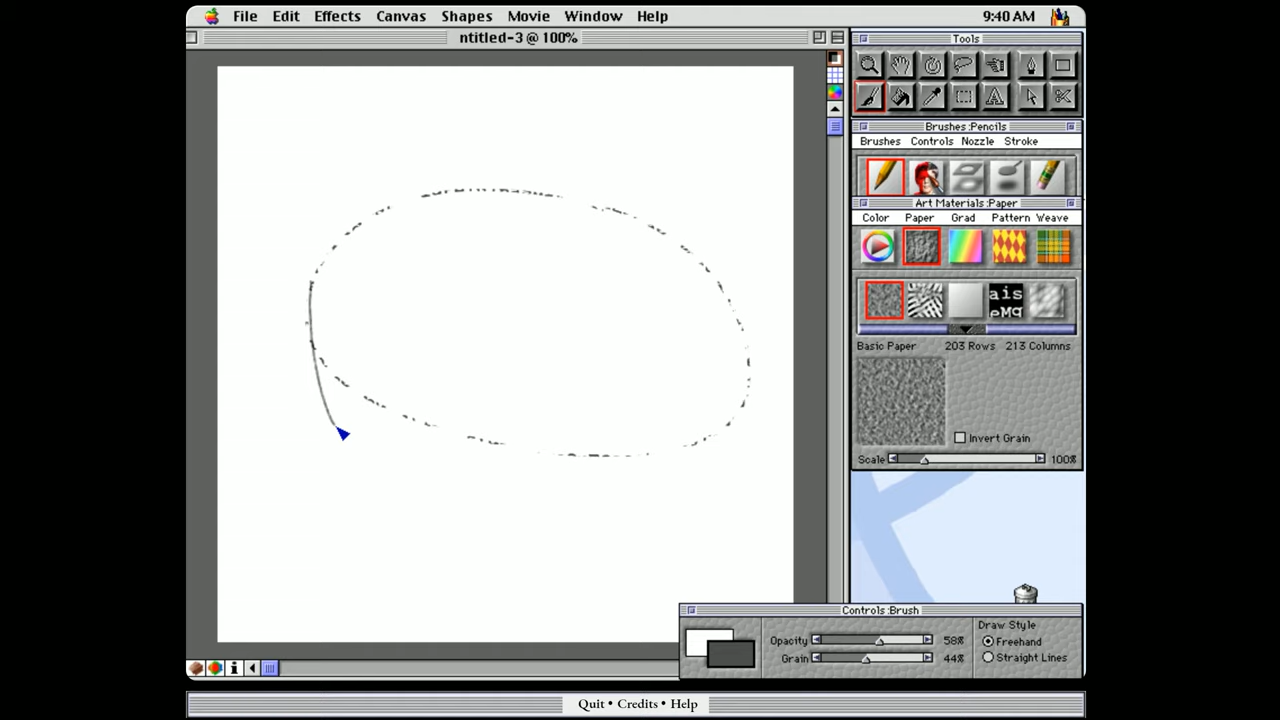 File Edit Effects Canvas Shapes Movie Window Help 9:40 AM
ntitled-3 @ 100%
Tools
Brushes:Pencils
Brushes Controls Nozzle Stroke
Art Materials:Paper
Color Paper Grad Pattern Weave
ais
eMq
Basic Paper 203 Rows 213 Columns
Invert Grain
Scale 100%
Controls:Brush
Opacity 58%
Grain 44%
Draw Style
Freehand
Straight Lines
Quit • Credits • Help